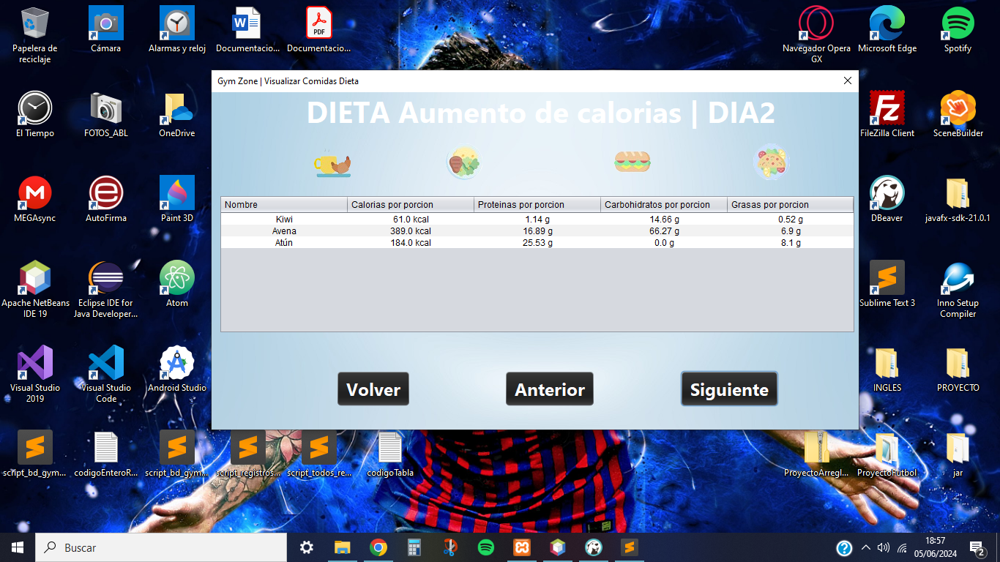 Papelera de
reciclaje
Cámara
Alarmas y reloj
Documentacio...
PDF
Documentacio...
Navegador Opera
GX
Microsoft Edge
Spotify
Gym Zone | Visualizar Comidas Dieta
DIETA Aumento de calorias | DIA2
El Tiempo
FOTOS_ABL
OneDrive
FileZilla Client
SceneBuilder
Nombre Calorias por porcion Proteinas por porcion Carbohidratos por porcion Grasas por porcion
Kiwi 61.0 kcal 1.14 g 14.66 g 0.52 g
Avena 389.0 kcal 16.89 g 66.27 g 6.9 g
Atún 184.0 kcal 25.53 g 0.0 g 8.1 g
MEGAsync
AutoFirma
Paint 3D
DBeaver
javafx-sdk-21.0.1
Apache NetBeans
IDE 19
Eclipse IDE for
Java Developer...
Atom
Sublime Text 3
Inno Setup
Compiler
Volver
Anterior
Siguiente
Visual Studio
2019
Visual Studio
Code
Android Studio
INGLES
PROYECTO
script_bd_gym...
codigoEnteroR...
script_bd_gym...
script_registros...
script_todos_re...
codigoTabla
ProyectoArregl...
ProyectoFutbol
jar
Buscar
18:57
05/06/2024
2